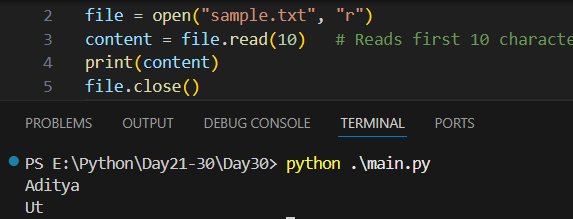 2 file = open("sample.txt", "r")
3 content = file.read(10) # Reads first 10 characte
4 print(content)
5 file.close()
PROBLEMS OUTPUT DEBUG CONSOLE TERMINAL PORTS
PS E:\Python\Day21-30\Day30> python .\main.py
Aditya
Ut